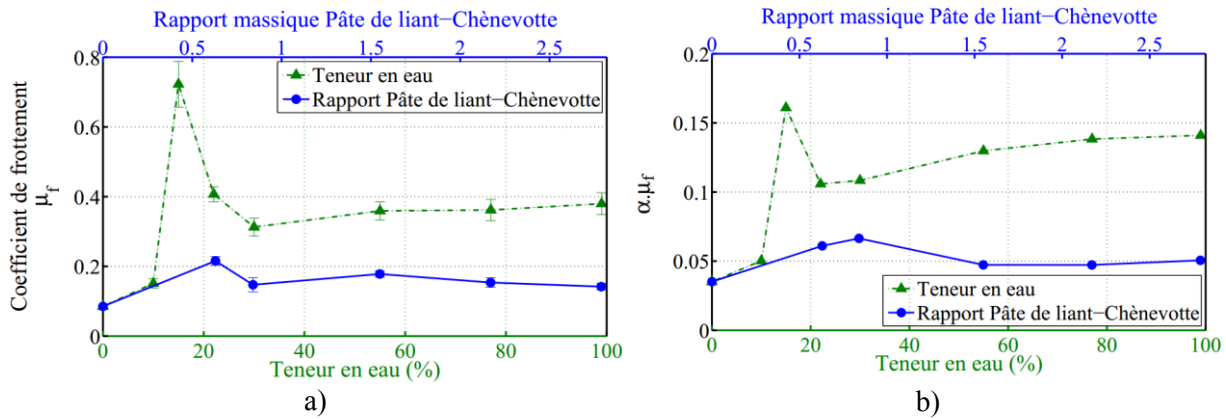 Rapport massique Pâte de liant−Chènevotte
0 0.5 1 1.5 2 2.5
0.8
0.6
0.4
0.2
0
Coefficient de frottement
μf
Teneur en eau
Rapport Pâte de liant−Chènevotte
0 20 40 60 80 100
Teneur en eau (%)
a)
Rapport massique Pâte de liant−Chènevotte
0 0.5 1 1.5 2 2.5
0.2
0.15
0.1
0.05
0
α.μf
Teneur en eau
Rapport Pâte de liant−Chènevotte
0 20 40 60 80 100
Teneur en eau (%)
b)